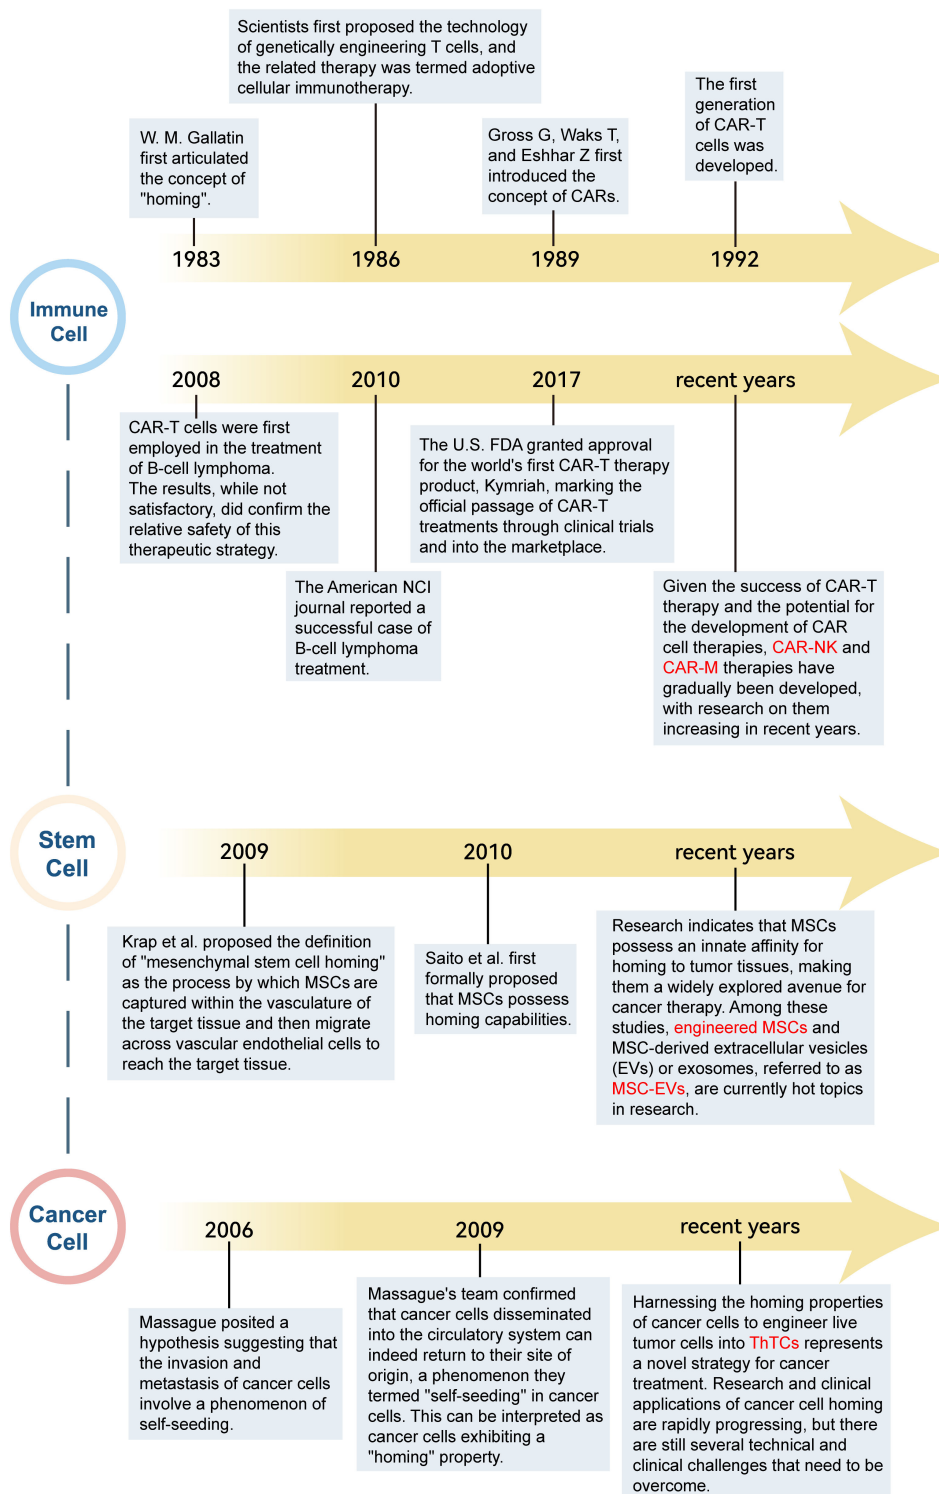 Scientists first proposed the technology
of genetically engineering T cells, and
the related therapy was termed adoptive
cellular immunotherapy.
The first
generation
of CAR-T
cells was
developed.
W. M. Gallatin
first articulated
the concept of
"homing".
Gross G, Waks T,
and Eshhar Z first
introduced the
concept of CARs.
1983
1986
1989
1992
Immune
Cell
2008
2010
2017
recent years
CAR-T cells were first
employed in the treatment
of B-cell lymphoma.
The results, while not
satisfactory, did confirm the
relative safety of this
therapeutic strategy.
The U.S. FDA granted approval
for the world's first CAR-T therapy
product, Kymriah, marking the
official passage of CAR-T
treatments through clinical trials
and into the marketplace.
The American NCI
journal reported a
successful case of
B-cell lymphoma
treatment.
Given the success of CAR-T
therapy and the potential for
the development of CAR
cell therapies, CAR-NK and
CAR-M therapies have
gradually been developed,
with research on them
increasing in recent years.
Stem
Cell
2009
2010
recent years
Krap et al. proposed the definition
of "mesenchymal stem cell homing"
as the process by which MSCs are
captured within the vasculature of
the target tissue and then migrate
across vascular endothelial cells to
reach the target tissue.
Saito et al. first
formally proposed
that MSCs possess
homing capabilities.
Research indicates that MSCs
possess an innate affinity for
homing to tumor tissues, making
them a widely explored avenue for
cancer therapy. Among these
studies, engineered MSCs and
MSC-derived extracellular vesicles
(EVs) or exosomes, referred to as
MSC-EVs, are currently hot topics
in research.
Cancer
Cell
2006
2009
recent years
Massague posited a
hypothesis suggesting that
the invasion and
metastasis of cancer cells
involve a phenomenon of
self-seeding.
Massague's team confirmed
that cancer cells disseminated
into the circulatory system can
indeed return to their site of
origin, a phenomenon they
termed "self-seeding" in cancer
cells. This can be interpreted as
cancer cells exhibiting a
"homing" property.
Harnessing the homing properties
of cancer cells to engineer live
tumor cells into ThTCs represents
a novel strategy for cancer
treatment. Research and clinical
applications of cancer cell homing
are rapidly progressing, but there
are still several technical and
clinical challenges that need to be
overcome.